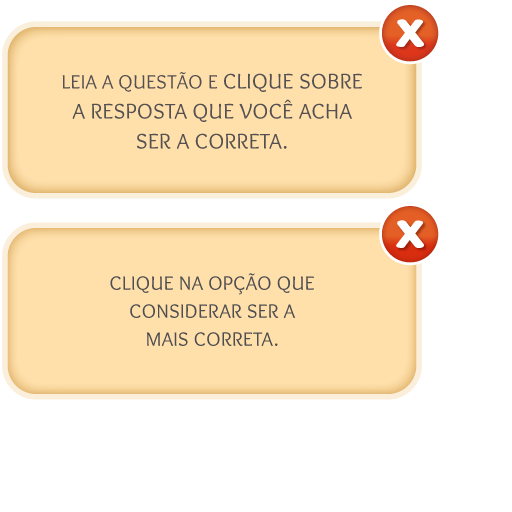 X
LEIA A QUESTÃO E CLIQUE SOBRE
A RESPOSTA QUE VOCÊ ACHA
SER A CORRETA.
X
CLIQUE NA OPÇÃO QUE
CONSIDERAR SER A
MAIS CORRETA.